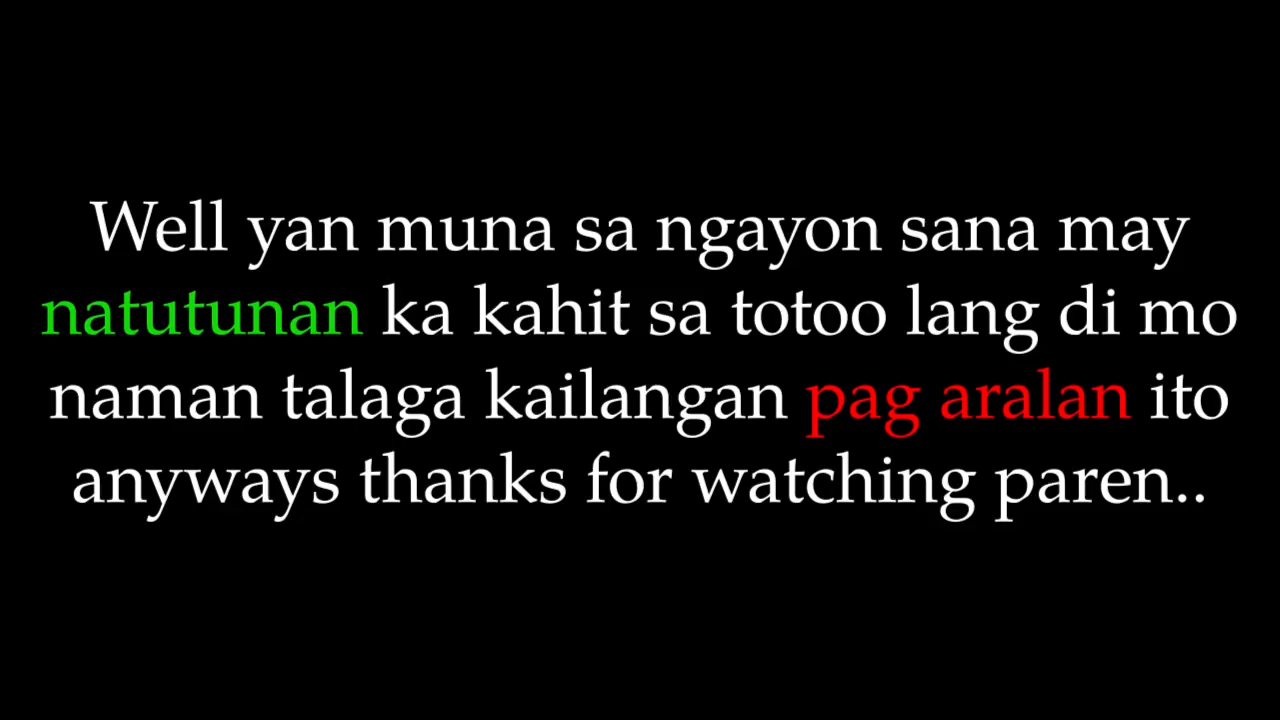 Well yan muna sa ngayon sana may
natutunan ka kahit sa totoo lang di mo
naman talaga kailangan pag aralan ito
anyways thanks for watching paren..